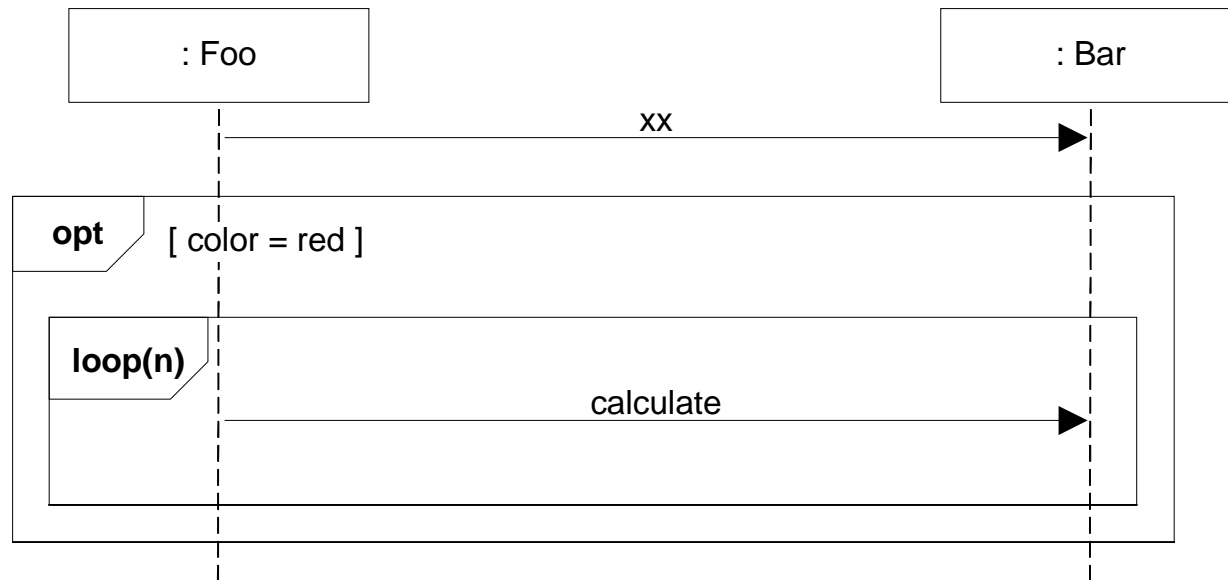 : Foo
: Bar
xx
opt
[ color = red ]
loop(n)
calculate